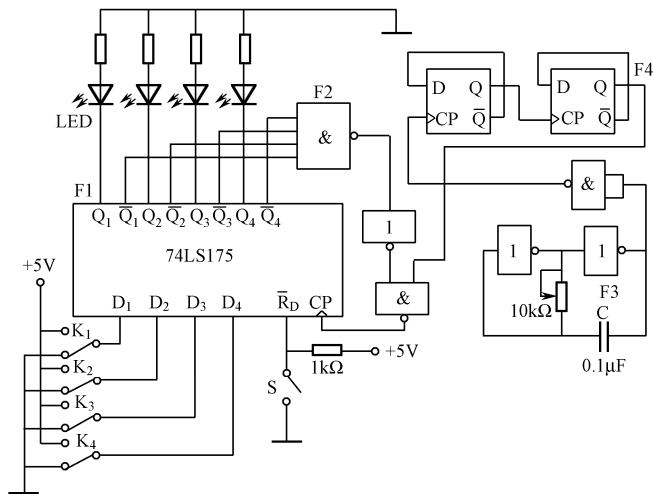 F2
F4
D Q
CP Q̅
D Q
CP Q̅
LED
&
F1
&
Q₁ Q̅₁ Q₂ Q̅₂ Q₃ Q̅₃ Q₄ Q̅₄
74LS175
1
1
1
+5V
D₁ D₂ D₃ D₄ R̅_D CP
&
10kΩ
F3
C
0.1μF
K₁
K₂
K₃
K₄
S
1kΩ
+5V